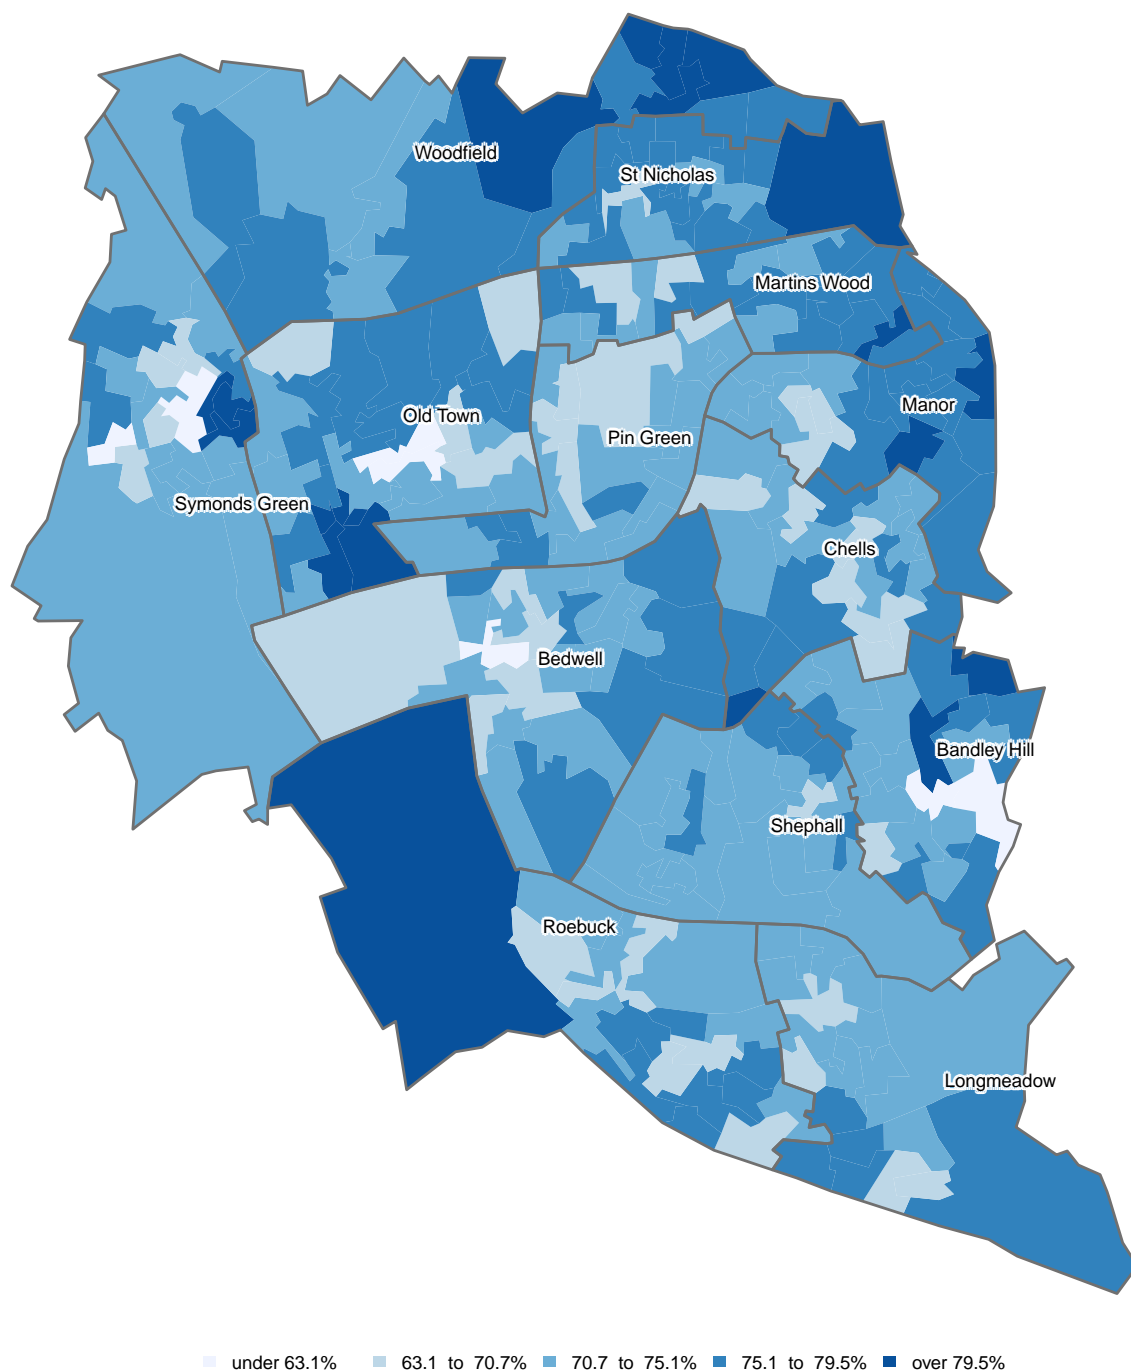 Woodfield
St Nicholas
Martins Wood
Manor
Old Town
Pin Green
Symonds Green
Chells
Bedwell
Bandley Hill
Shephall
Roebuck
Longmeadow
under 63.1% 63.1 to 70.7% 70.7 to 75.1% 75.1 to 79.5% over 79.5%